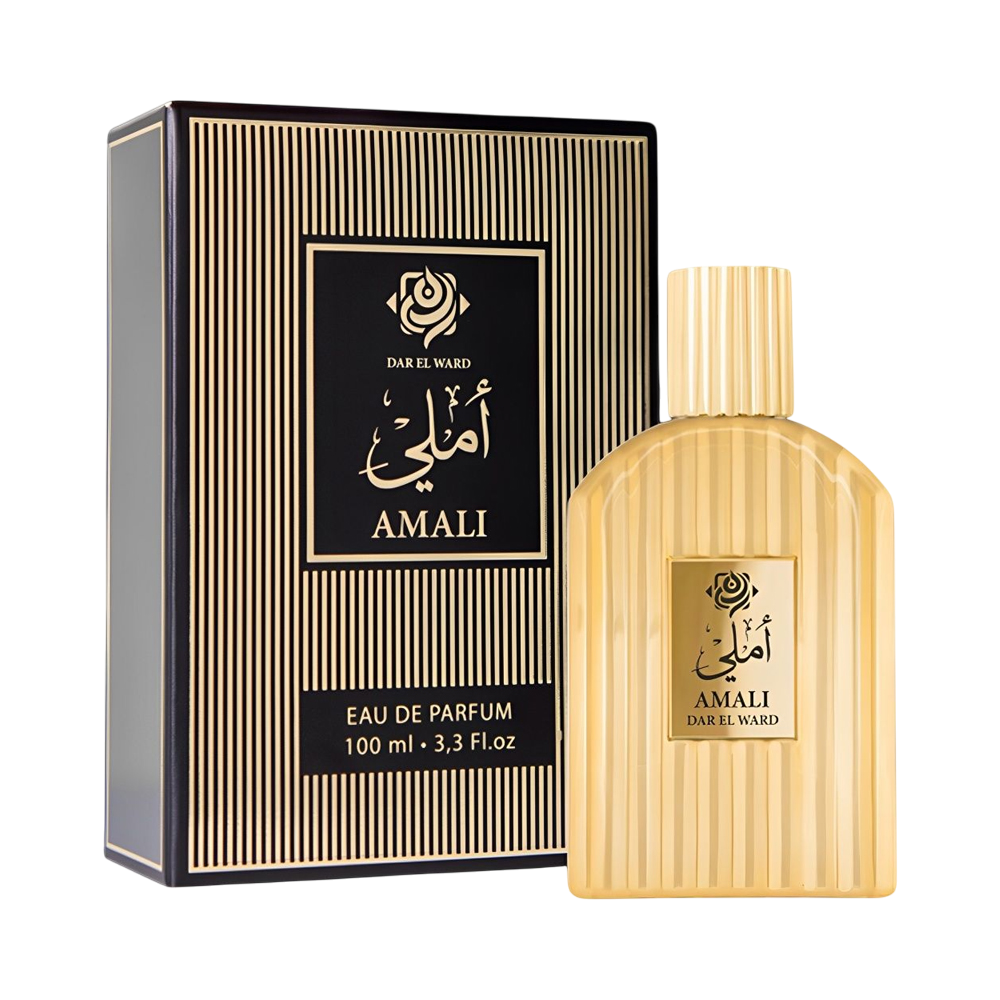 DAR EL WARD
أملي
AMALI
EAU DE PARFUM
100 ml • 3,3 Fl.oz
أملي
AMALI
DAR EL WARD